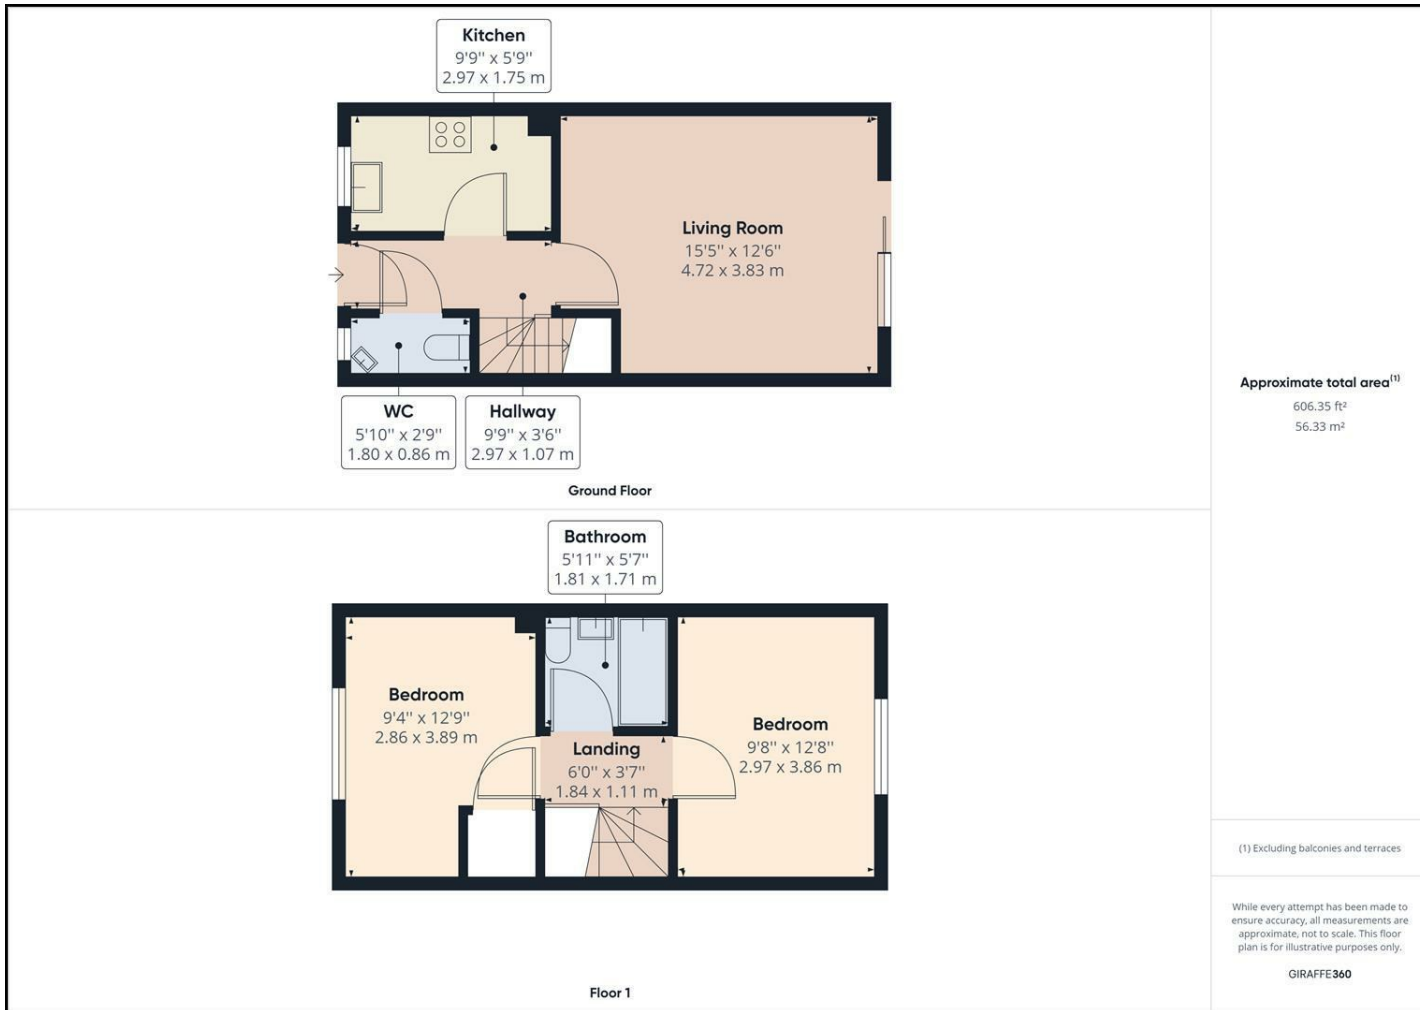 Kitchen
9'9" x 5'9"
2.97 x 1.75 m
Living Room
15'5" x 12'6"
4.72 x 3.83 m
WC
5'10" x 2'9"
1.80 x 0.86 m
Hallway
9'9" x 3'6"
2.97 x 1.07 m
Ground Floor
Bathroom
5'11" x 5'7"
1.81 x 1.71 m
Bedroom
9'4" x 12'9"
2.86 x 3.89 m
Landing
6'0" x 3'7"
1.84 x 1.11 m
Bedroom
9'8" x 12'8"
2.97 x 3.86 m
Floor 1
Approximate total area(1)
606.35 ft²
56.33 m²
(1) Excluding balconies and terraces
While every attempt has been made to
ensure accuracy, all measurements are
approximate, not to scale. This floor
plan is for illustrative purposes only.
GIRAFFE360